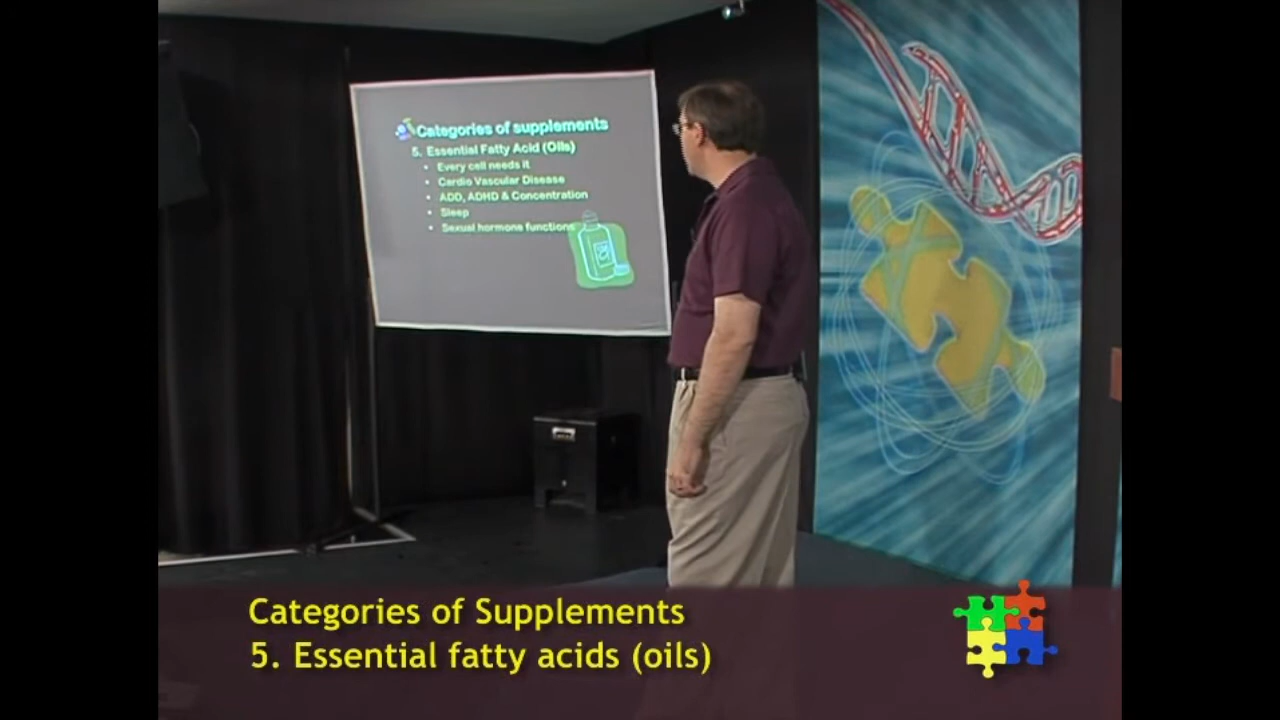 Categories of supplements
5. Essential Fatty Acid (Oils)
• Every cell needs it
• Cardio Vascular Disease
• ADD, ADHD & Concentration
• Sleep
• Sexual hormone functions
Categories of Supplements
5. Essential fatty acids (oils)